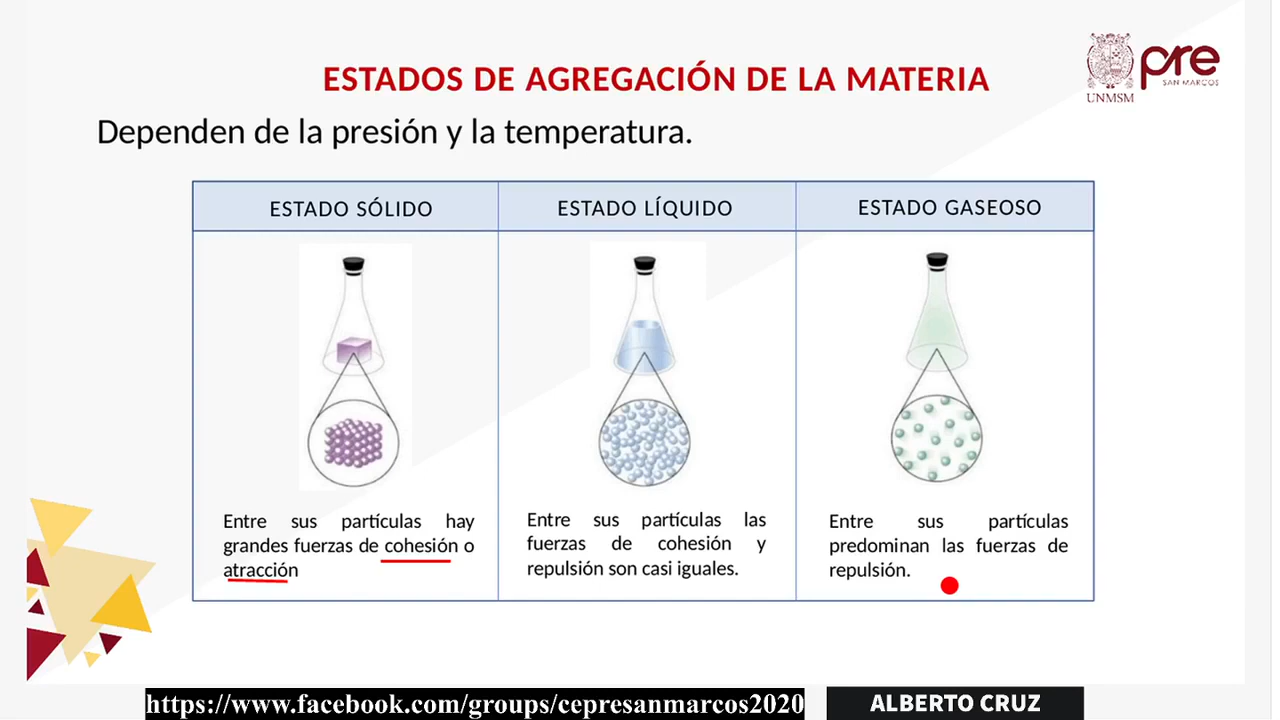 ESTADOS DE AGREGACIÓN DE LA MATERIA
UNMSM
pre
SAN MARCOS
Dependen de la presión y la temperatura.
ESTADO SÓLIDO
ESTADO LÍQUIDO
ESTADO GASEOSO
Entre sus partículas hay
grandes fuerzas de cohesión o
atracción
Entre sus partículas las
fuerzas de cohesión y
repulsión son casi iguales.
Entre sus partículas
predominan las fuerzas de
repulsión.
https://www.facebook.com/groups/cepresanmarcos2020
ALBERTO CRUZ